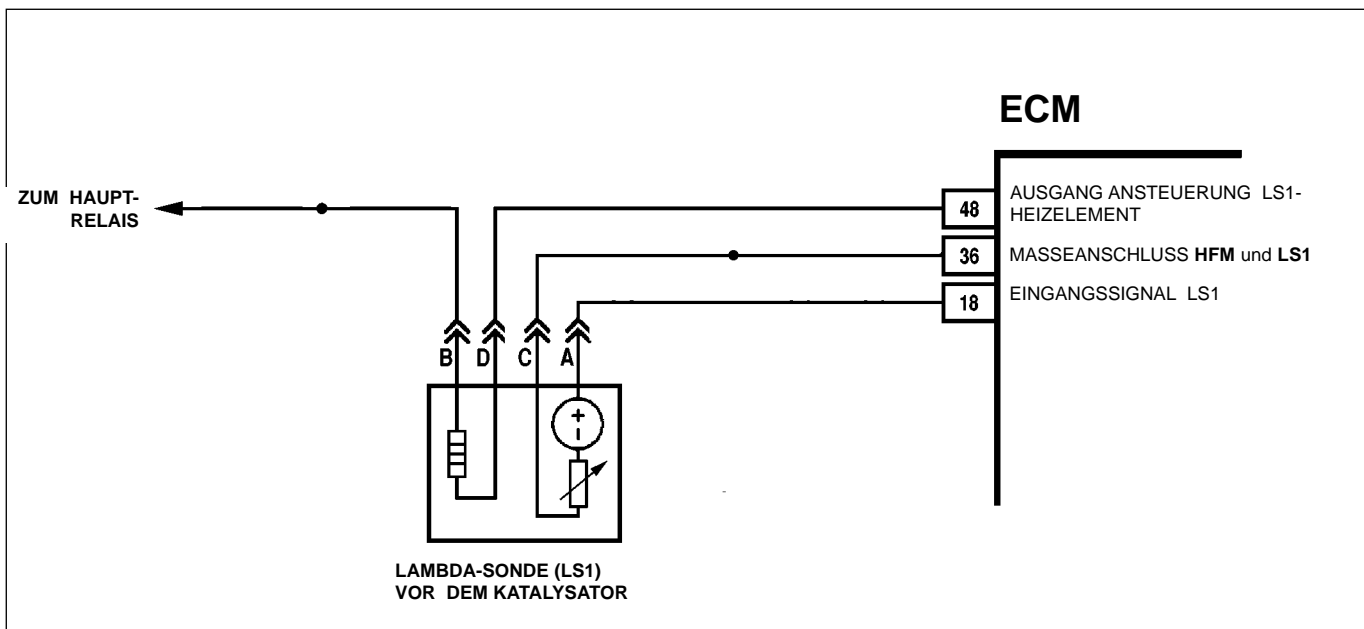 ECM
ZUM HAUPT-
RELAIS
48
AUSGANG ANSTEUERUNG LS1-
HEIZELEMENT
36
MASSEANSCHLUSS HFM und LS1
18
EINGANGSSIGNAL LS1
B D C A
+
-
LAMBDA-SONDE (LS1)
VOR DEM KATALYSATOR